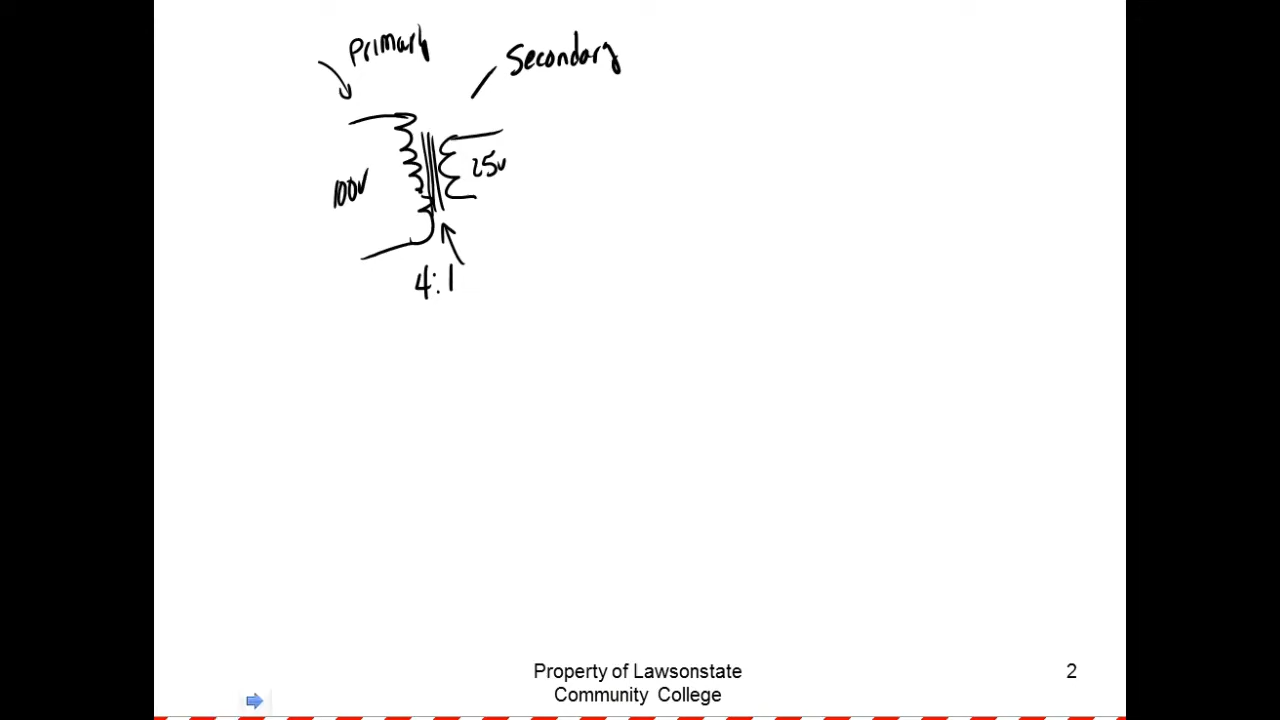 Primary
Secondary
100V
25v
4:1
Property of Lawsonstate
Community College
2